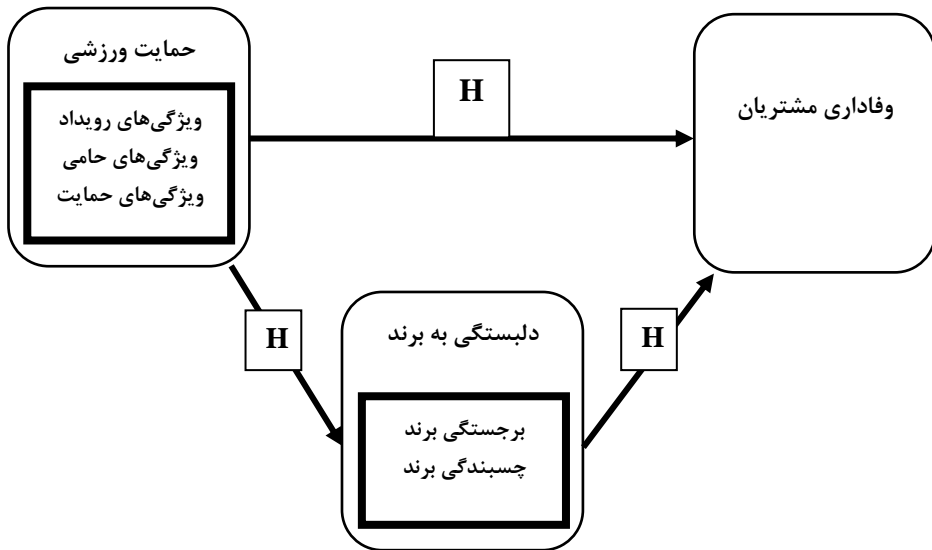 حمایت ورزشی
ویژگی‌های رویداد
ویژگی‌های حامی
ویژگی‌های حمایت
H
وفاداری مشتریان
H
دلبستگی به برند
برجستگی برند
چسبندگی برند
H